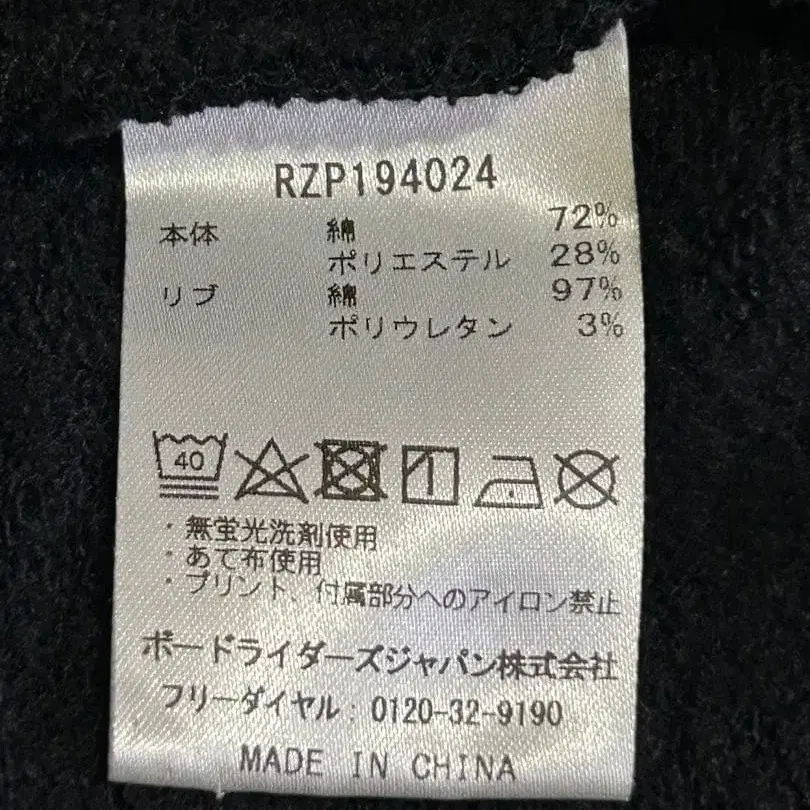 RZP194024
本体 綿 72%
ポリエステル 28%
リブ 綿 97%
ポリウレタン 3%
40
・無蛍光洗剤使用
・あて布使用
・プリント、付属部分へのアイロン禁止
ボードライダーズジャパン株式会社
フリーダイヤル:0120-32-9190
MADE IN CHINA